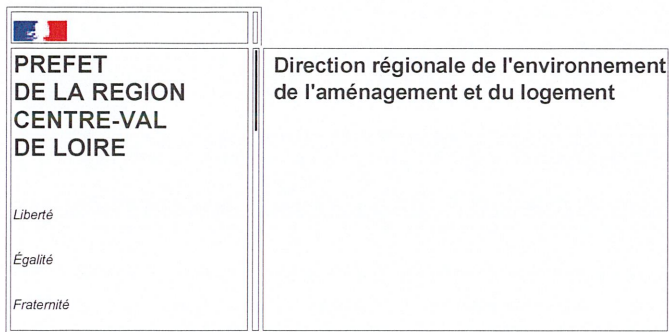 PREFET
DE LA REGION
CENTRE-VAL
DE LOIRE
Liberté
Égalité
Fraternité
Direction régionale de l'environnement
de l'aménagement et du logement